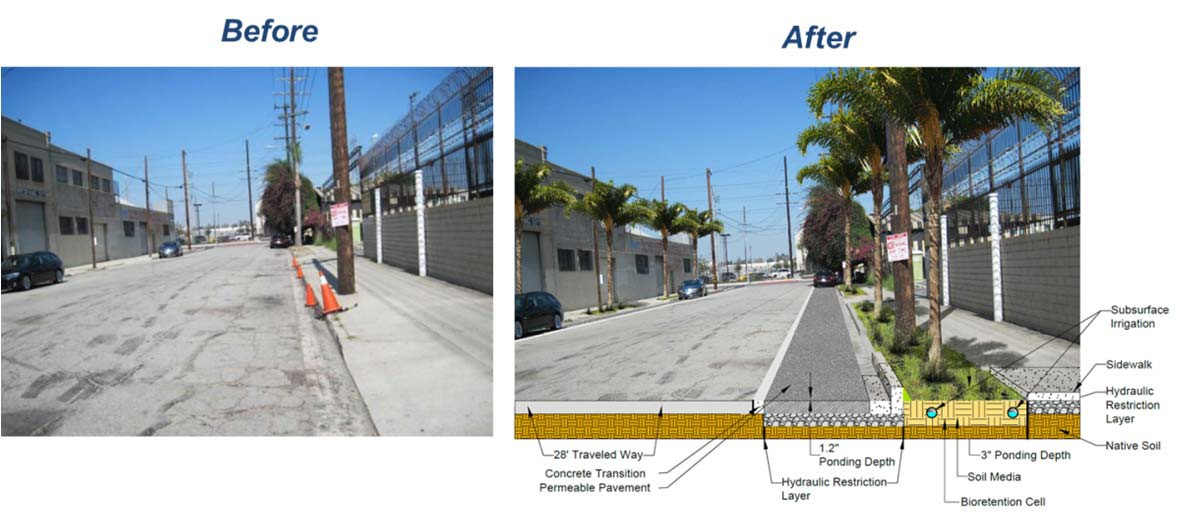 Before
After
Subsurface
Irrigation
Sidewalk
Hydraulic
Restriction
Layer
Native Soil
28' Traveled Way
Concrete Transition
Permeable Pavement
1.2"
Ponding Depth
Hydraulic Restriction
Layer
3" Ponding Depth
Soil Media
Bioretention Cell